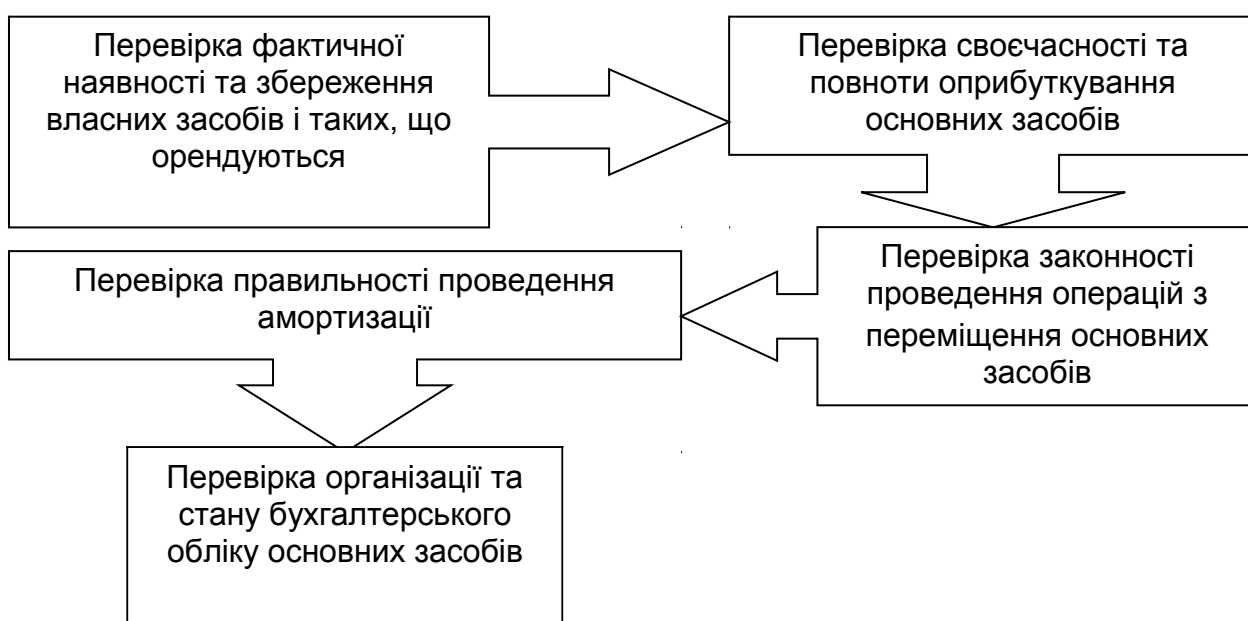 Перевірка фактичної
наявності та збереження
власних засобів і таких, що
орендуються
Перевірка своєчасності та
повноти оприбуткування
основних засобів
Перевірка законності
проведення операцій з
переміщення основних
засобів
Перевірка правильності проведення
амортизації
Перевірка організації та
стану бухгалтерського
обліку основних засобів